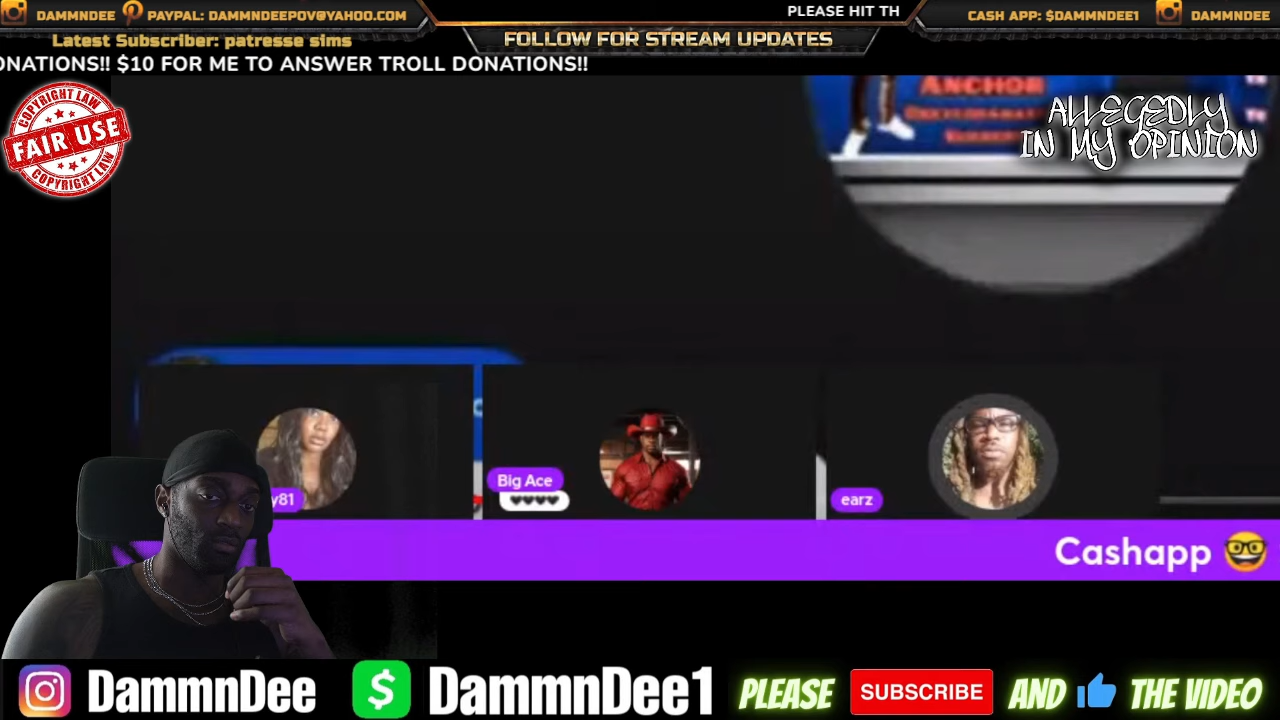 DAMMNDEE PAYPAL: DAMMNDEEPOV@YAHOO.COM
PLEASE HIT TH
CASH APP: $DAMMNDEE1 DAMMNDEE
Latest Subscriber: patresse sims
FOLLOW FOR STREAM UPDATES
ONATIONS!! $10 FOR ME TO ANSWER TROLL DONATIONS!!
COPYRIGHT LAW
FAIR USE
COPYRIGHT LAW
ANCHOR
ALLEGEDLY
IN MY OPINION
Big Ace
y81
earz
Cashapp
DammnDee
$
DammnDee1
PLEASE
SUBSCRIBE
AND
THE VIDEO